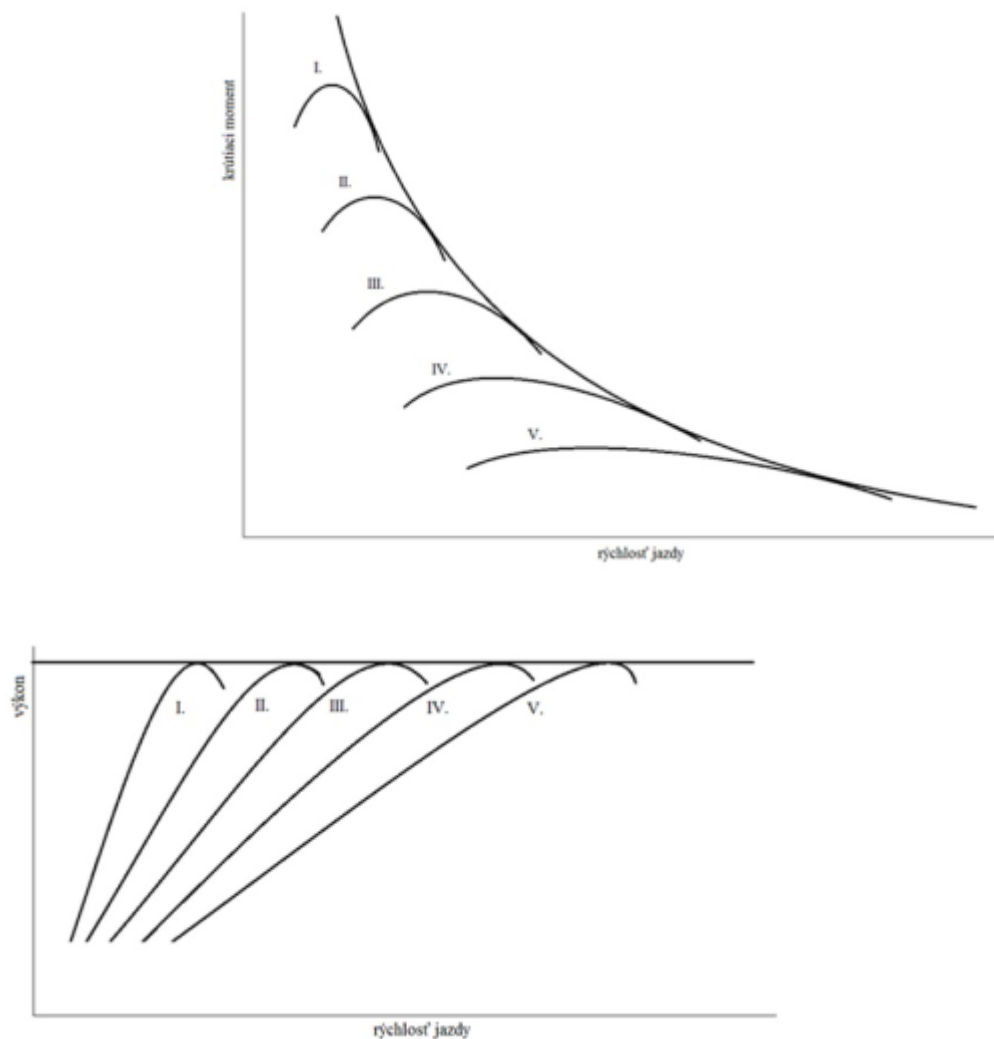 I.
krútiaci moment
II.
III.
IV.
V.
rýchlosť jazdy
výkon
I.
II.
III.
IV.
V.
rýchlosť jazdy